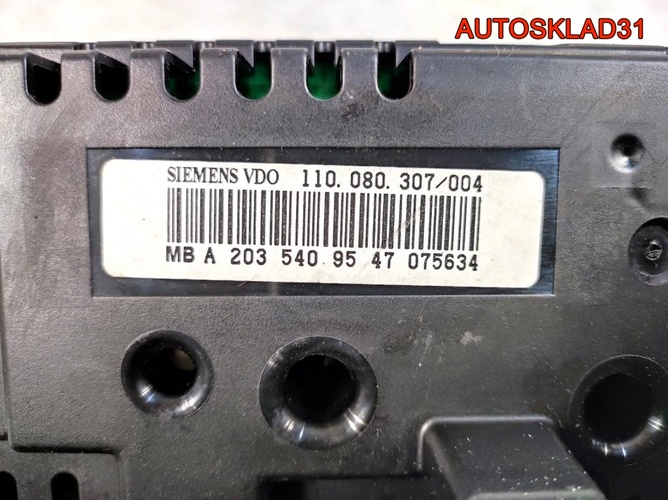 AUTOSKLAD31
SIEMENS VDO 110.080.307/004
MB A 203 540 95 47 075634